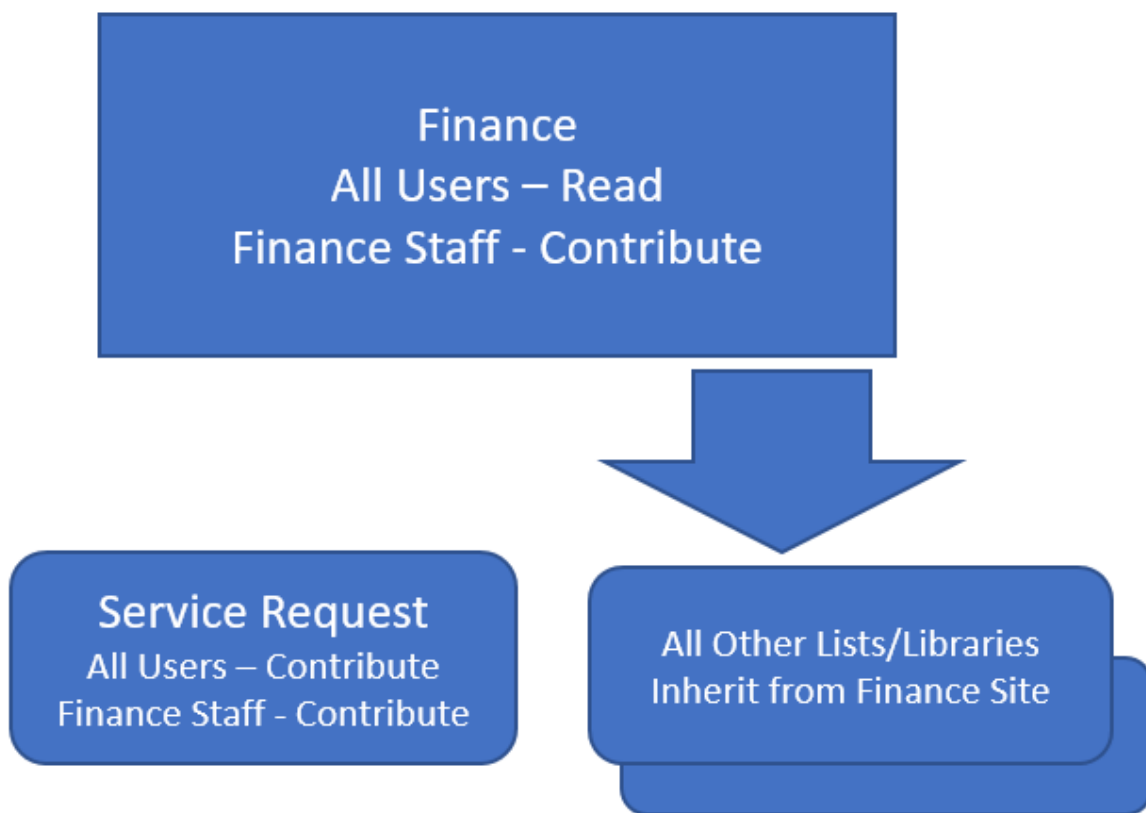 Finance
All Users – Read
Finance Staff - Contribute
Service Request
All Users – Contribute
Finance Staff - Contribute
All Other Lists/Libraries
Inherit from Finance Site